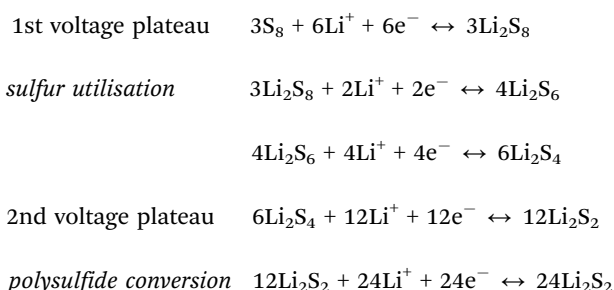 1st voltage plateau 3S₈ + 6Li⁺ + 6e⁻ ↔ 3Li₂S₈
sulfur utilisation 3Li₂S₈ + 2Li⁺ + 2e⁻ ↔ 4Li₂S₆
4Li₂S₆ + 4Li⁺ + 4e⁻ ↔ 6Li₂S₄
2nd voltage plateau 6Li₂S₄ + 12Li⁺ + 12e⁻ ↔ 12Li₂S₂
polysulfide conversion 12Li₂S₂ + 24Li⁺ + 24e⁻ ↔ 24Li₂S₂